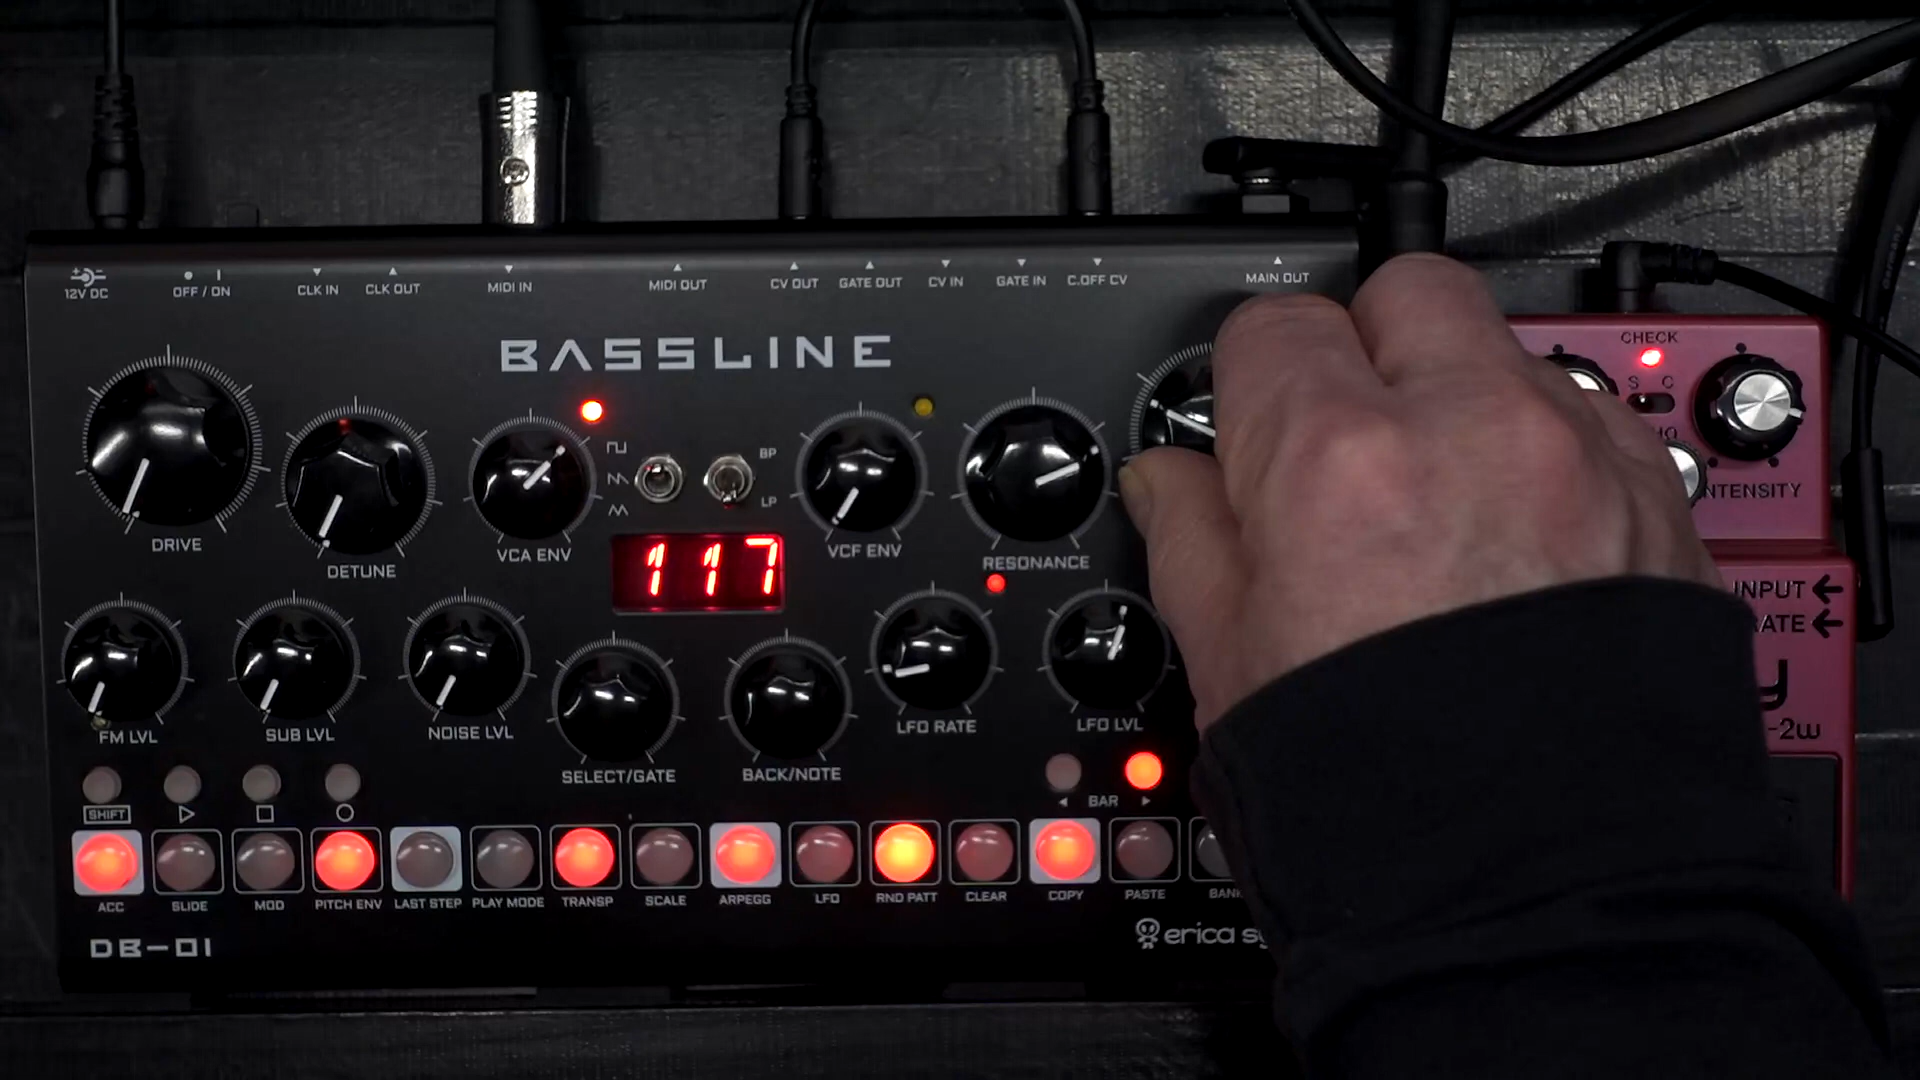 12V DC
OFF / ON
CLK IN
CLK OUT
MIDI IN
MIDI OUT
CV OUT
GATE OUT
CV IN
GATE IN
C.OFF CV
MAIN OUT
BASSLINE
CHECK
S C
BP
LP
INTENSITY
DRIVE
DETUNE
VCA ENV
117
VCF ENV
RESONANCE
INPUT
FM LVL
SUB LVL
NOISE LVL
SELECT/GATE
BACK/NOTE
LFO RATE
LFO LVL
-2w
SHIFT
BAR
ACC
SLIDE
MOD
PITCH ENV
LAST STEP
PLAY MODE
TRANSP
SCALE
ARPEGG
LFO
RND PATT
CLEAR
COPY
PASTE
DB-01
erica